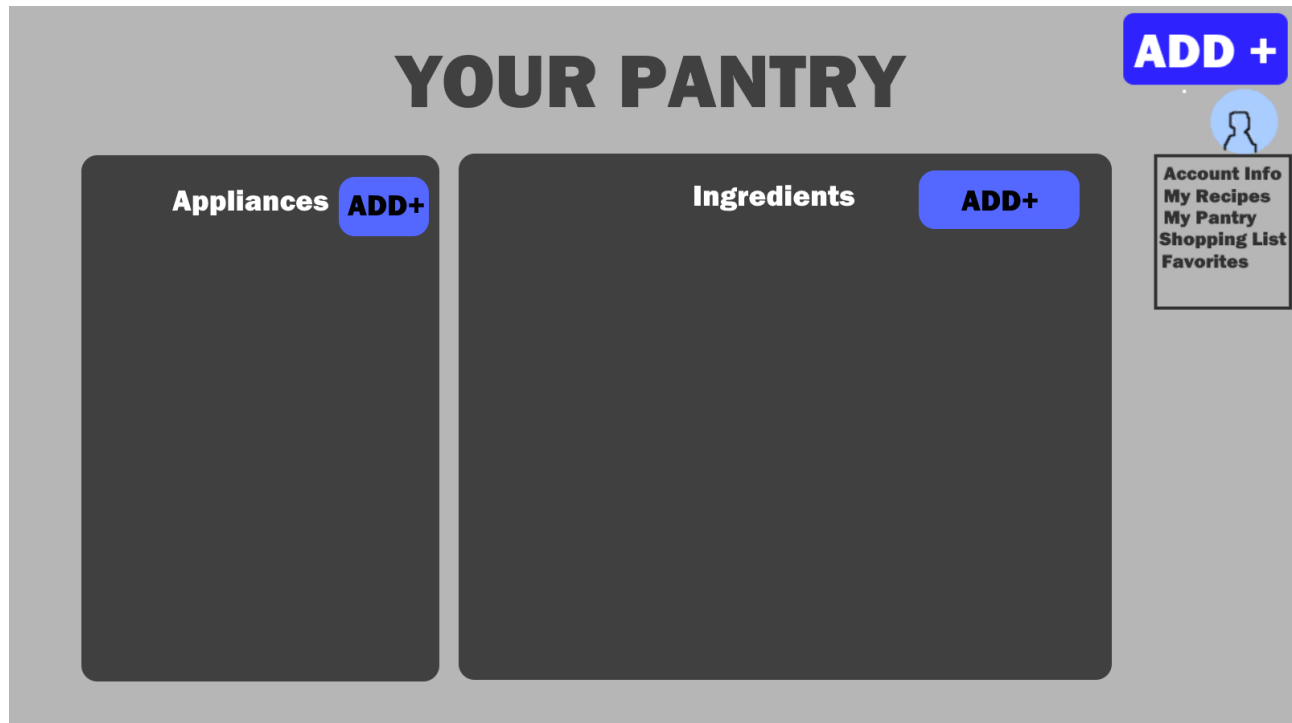 YOUR PANTRY
ADD +
Appliances
ADD+
Ingredients
ADD+
Account Info
My Recipes
My Pantry
Shopping List
Favorites